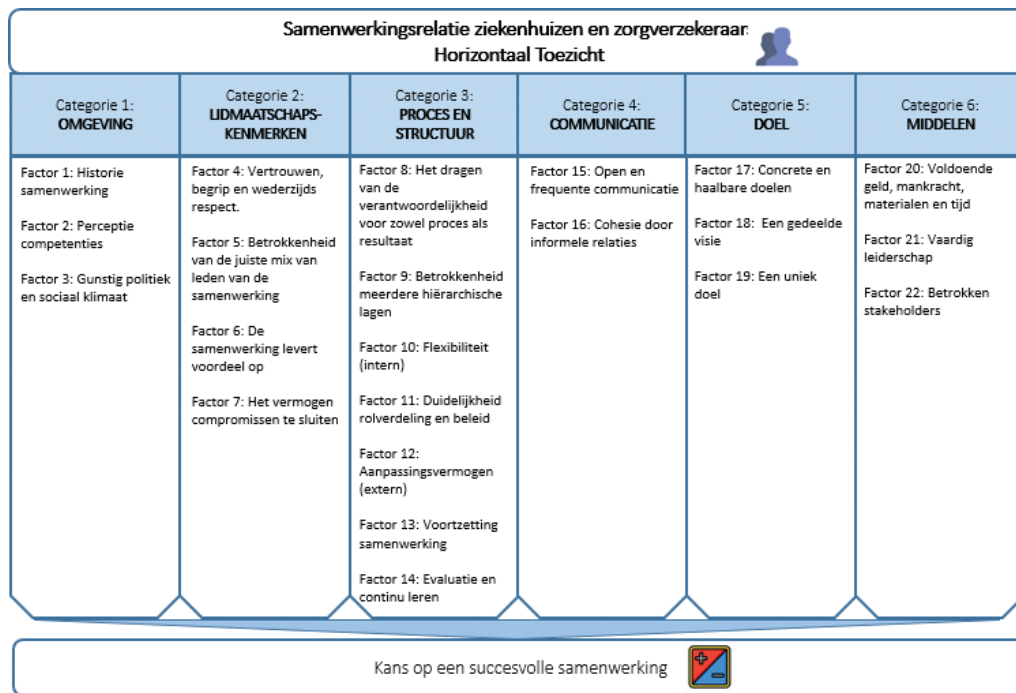 Samenwerkingsrelatie ziekenhuizen en zorgverzekeraar
Horizontaal Toezicht
Categorie 1:
OMGEVING
Factor 1: Historie
samenwerking
Factor 2: Perceptie
competenties
Factor 3: Gunstig politiek
en sociaal klimaat
Categorie 2:
LIDMAATSCHAPS-
KENMERKEN
Factor 4: Vertrouwen,
begrip en wederzijds
respect.
Factor 5: Betrokkenheid
van de juiste mix van
leden van de
samenwerking
Factor 6: De
samenwerking levert
voordeel op
Factor 7: Het vermogen
compromissen te sluiten
Categorie 3:
PROCES EN
STRUCTUUR
Factor 8: Het dragen
van de
verantwoordelijkheid
voor zowel proces als
resultaat
Factor 9: Betrokkenheid
meerdere hiërarchische
lagen
Factor 10: Flexibiliteit
(intern)
Factor 11: Duidelijkheid
rolverdeling en beleid
Factor 12:
Aanpassingsvermogen
(extern)
Factor 13: Voortzetting
samenwerking
Factor 14: Evaluatie en
continu leren
Categorie 4:
COMMUNICATIE
Factor 15: Open en
frequente communicatie
Factor 16: Cohesie door
informele relaties
Categorie 5:
DOEL
Factor 17: Concrete en
haalbare doelen
Factor 18: Een gedeelde
visie
Factor 19: Een uniek
doel
Categorie 6:
MIDDELEN
Factor 20: Voldoende
geld, mankracht,
materialen en tijd
Factor 21: Vaardig
leiderschap
Factor 22: Betrokken
stakeholders
Kans op een succesvolle samenwerking